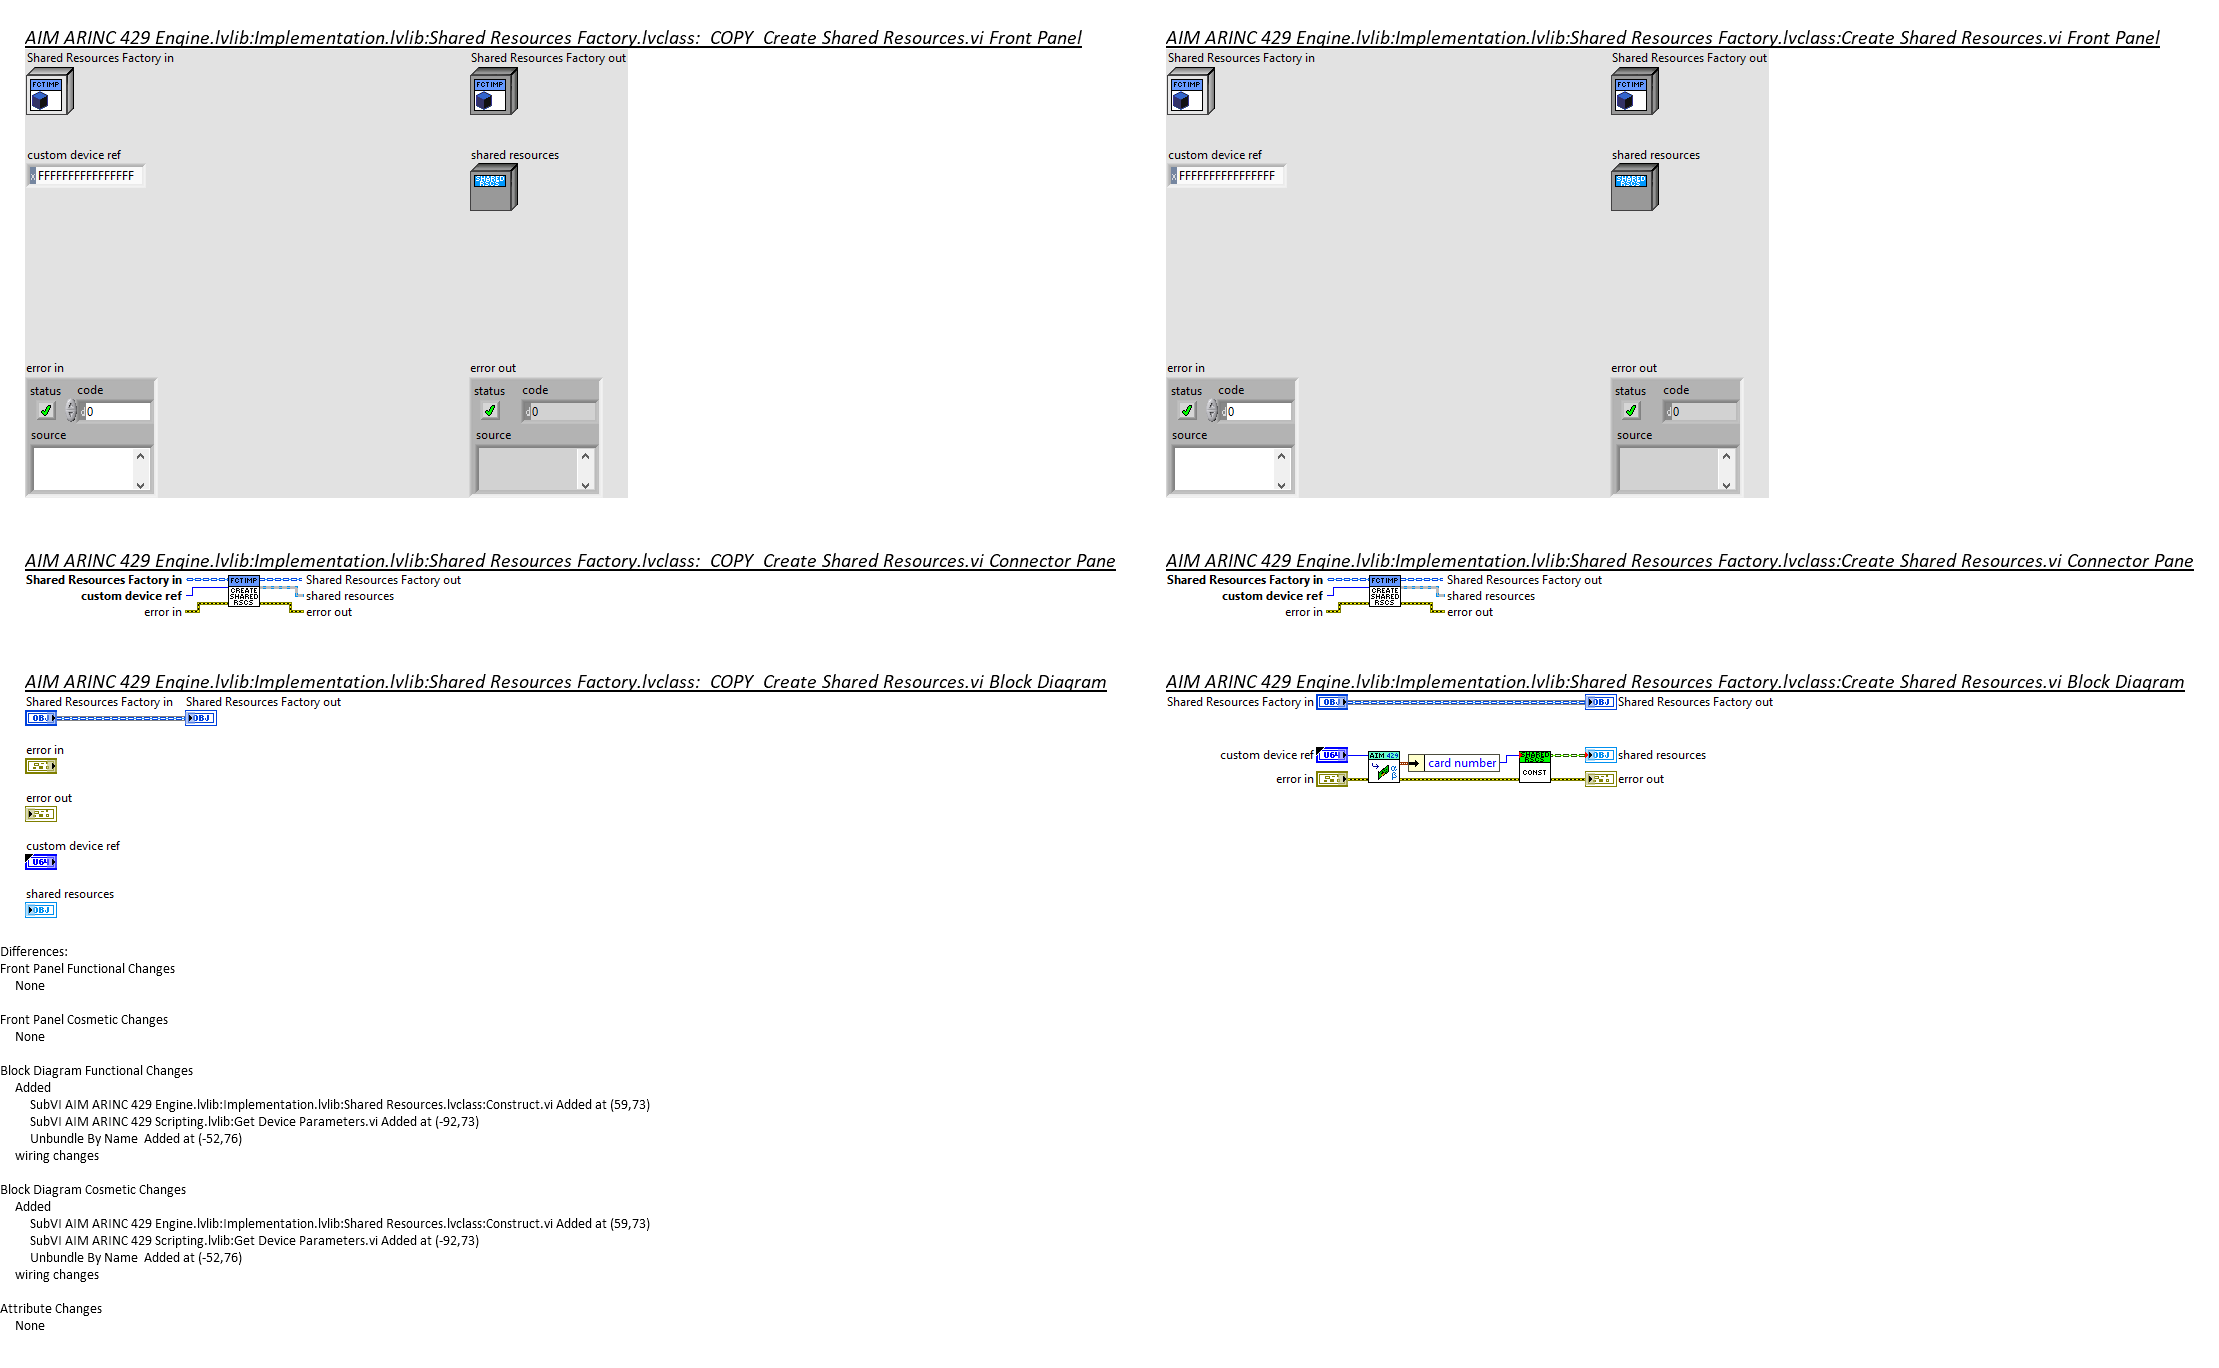 AIM ARINC 429 Engine.lvlib:Implementation.lvlib:Shared Resources Factory.lvclass:  COPY  Create Shared Resources.vi Front Panel
Shared Resources Factory in
Shared Resources Factory out
FCTIMP
FCTIMP
custom device ref
shared resources
x FFFFFFFFFFFFFFFF
SHARED
RSCS
error in
error out
status code
status code
d 0
d 0
source
source
AIM ARINC 429 Engine.lvlib:Implementation.lvlib:Shared Resources Factory.lvclass:Create Shared Resources.vi Front Panel
Shared Resources Factory in
Shared Resources Factory out
FCTIMP
FCTIMP
custom device ref
shared resources
x FFFFFFFFFFFFFFFF
SHARED
RSCS
error in
error out
status code
status code
d 0
d 0
source
source
AIM ARINC 429 Engine.lvlib:Implementation.lvlib:Shared Resources Factory.lvclass:  COPY  Create Shared Resources.vi Connector Pane
Shared Resources Factory in
FCTIMP
Shared Resources Factory out
custom device ref
CREATE
SHARED
RSCS
shared resources
error in
error out
AIM ARINC 429 Engine.lvlib:Implementation.lvlib:Shared Resources Factory.lvclass:Create Shared Resources.vi Connector Pane
Shared Resources Factory in
FCTIMP
Shared Resources Factory out
custom device ref
CREATE
SHARED
RSCS
shared resources
error in
error out
AIM ARINC 429 Engine.lvlib:Implementation.lvlib:Shared Resources Factory.lvclass:  COPY  Create Shared Resources.vi Block Diagram
Shared Resources Factory in
Shared Resources Factory out
OBJ
OBJ
error in
error out
custom device ref
U64
shared resources
OBJ
AIM ARINC 429 Engine.lvlib:Implementation.lvlib:Shared Resources Factory.lvclass:Create Shared Resources.vi Block Diagram
Shared Resources Factory in
OBJ
OBJ
Shared Resources Factory out
custom device ref
U64
AIM 429
α
β
card number
SHARED
RSCS
CONST
OBJ
shared resources
error in
error out
Differences:
Front Panel Functional Changes
None
Front Panel Cosmetic Changes
None
Block Diagram Functional Changes
Added
SubVI AIM ARINC 429 Engine.lvlib:Implementation.lvlib:Shared Resources.lvclass:Construct.vi Added at (59,73)
SubVI AIM ARINC 429 Scripting.lvlib:Get Device Parameters.vi Added at (-92,73)
Unbundle By Name  Added at (-52,76)
wiring changes
Block Diagram Cosmetic Changes
Added
SubVI AIM ARINC 429 Engine.lvlib:Implementation.lvlib:Shared Resources.lvclass:Construct.vi Added at (59,73)
SubVI AIM ARINC 429 Scripting.lvlib:Get Device Parameters.vi Added at (-92,73)
Unbundle By Name  Added at (-52,76)
wiring changes
Attribute Changes
None